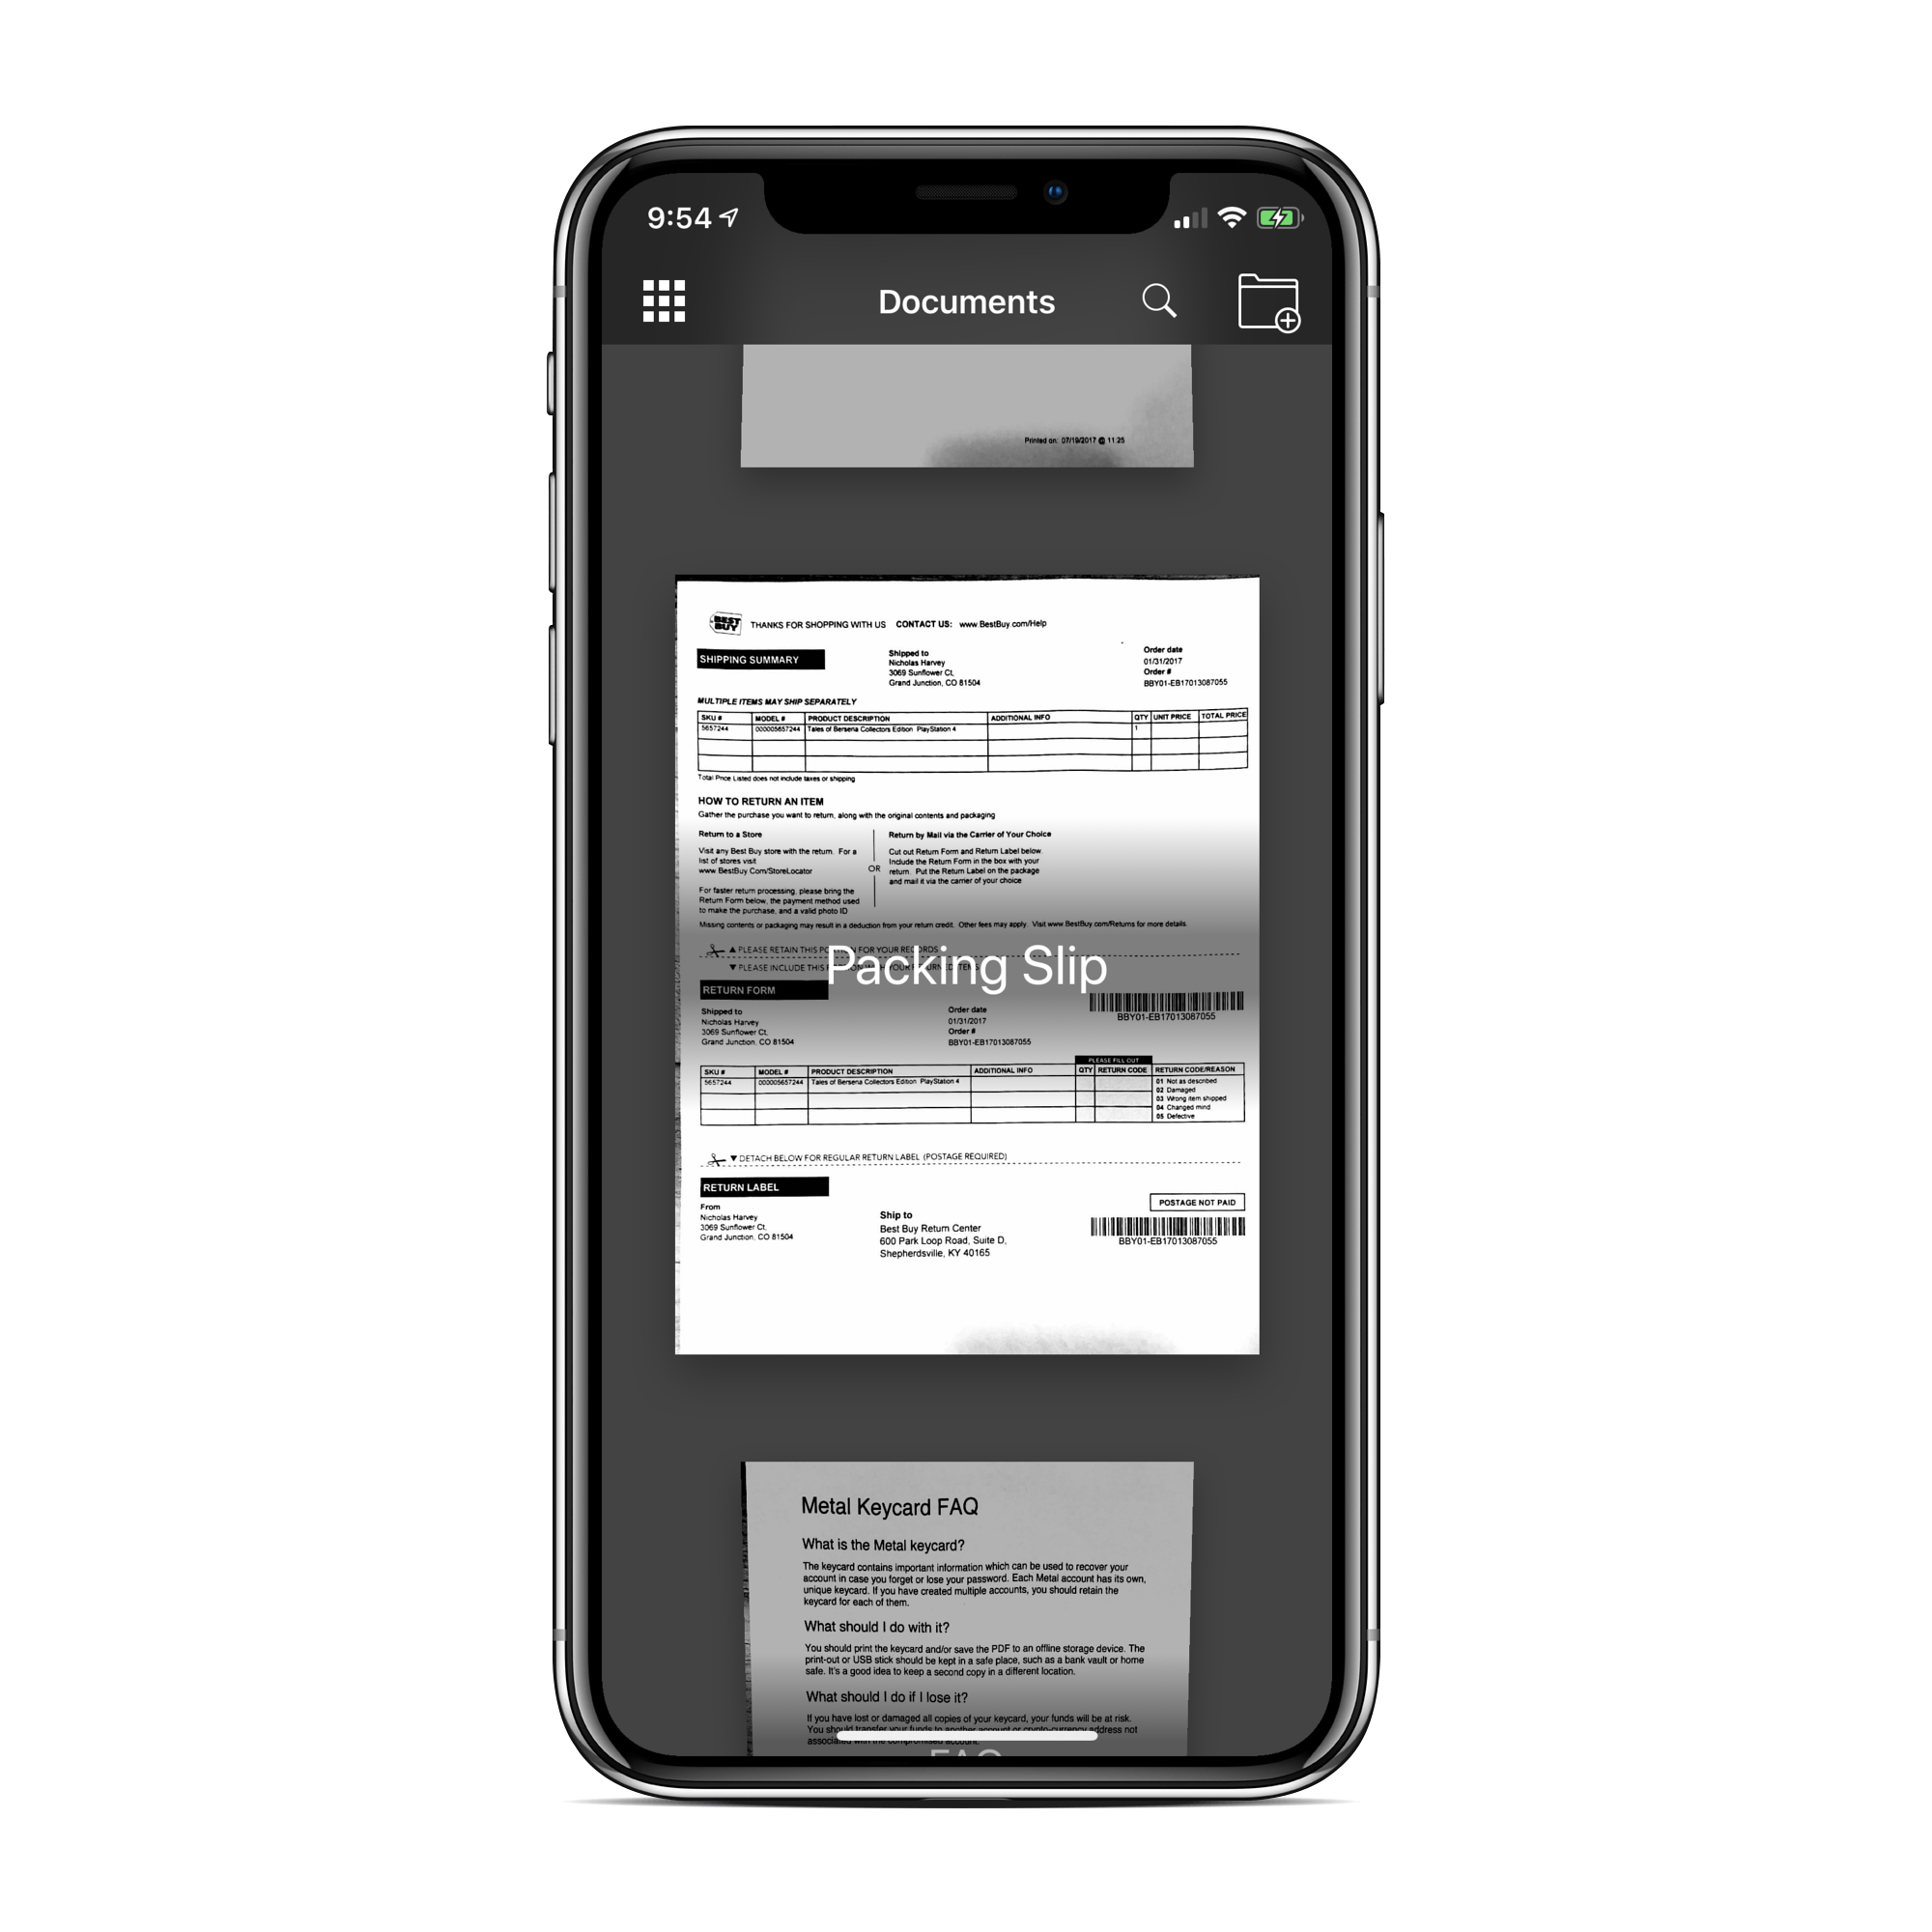 9:54
Documents
Printed on: 07/19/2017 @ 11:25
BEST BUY THANKS FOR SHOPPING WITH US CONTACT US: www.BestBuy.com/Help
SHIPPING SUMMARY
Shipped to
Nicholas Harvey
3069 Sunflower Ct,
Grand Junction, CO 81504
Order date
01/31/2017
Order #
BBY01-EB17013087055
MULTIPLE ITEMS MAY SHIP SEPARATELY
SKU # MODEL # PRODUCT DESCRIPTION ADDITIONAL INFO QTY UNIT PRICE TOTAL PRICE
5657244 000005657244 Tales of Berseria Collectors Edition PlayStation 4 1
Total Price Listed does not include taxes or shipping
HOW TO RETURN AN ITEM
Gather the purchase you want to return, along with the original contents and packaging
Return to a Store
Visit any Best Buy store with the return. For a
list of stores visit
www.BestBuy.Com/StoreLocator
For faster return processing, please bring the
Return Form below, the payment method used
to make the purchase, and a valid photo ID
OR
Return by Mail via the Carrier of Your Choice
Cut out Return Form and Return Label below.
Include the Return Form in the box with your
return. Put the Return Label on the package
and mail it via the carrier of your choice
Missing contents or packaging may result in a deduction from your return credit. Other fees may apply. Visit www.BestBuy.com/Returns for more details.
▲ PLEASE RETAIN THIS PORTION FOR YOUR RECORDS
▼ PLEASE INCLUDE THIS PORTION WITH YOUR RETURNED ITEMS
Packing Slip
RETURN FORM
Shipped to
Nicholas Harvey
3069 Sunflower Ct,
Grand Junction, CO 81504
Order date
01/31/2017
Order #
BBY01-EB17013087055
BBY01-EB17013087055
PLEASE FILL OUT
SKU # MODEL # PRODUCT DESCRIPTION ADDITIONAL INFO QTY RETURN CODE RETURN CODE/REASON
5657244 000005657244 Tales of Berseria Collectors Edition PlayStation 4
01 Not as described
02 Damaged
03 Wrong item shipped
04 Changed mind
05 Defective
▼ DETACH BELOW FOR REGULAR RETURN LABEL (POSTAGE REQUIRED)
RETURN LABEL
From
Nicholas Harvey
3069 Sunflower Ct,
Grand Junction, CO 81504
Ship to
Best Buy Return Center
600 Park Loop Road, Suite D,
Shepherdsville, KY 40165
POSTAGE NOT PAID
BBY01-EB17013087055
Metal Keycard FAQ
What is the Metal keycard?
The keycard contains important information which can be used to recover your
account in case you forget or lose your password. Each Metal account has its own,
unique keycard. If you have created multiple accounts, you should retain the
keycard for each of them.
What should I do with it?
You should print the keycard and/or save the PDF to an offline storage device. The
print-out or USB stick should be kept in a safe place, such as a bank vault or home
safe. It's a good idea to keep a second copy in a different location.
What should I do if I lose it?
If you have lost or damaged all copies of your keycard, your funds will be at risk.
You should transfer your funds to another account or crypto-currency address not
associated with the compromised account.
FAQ